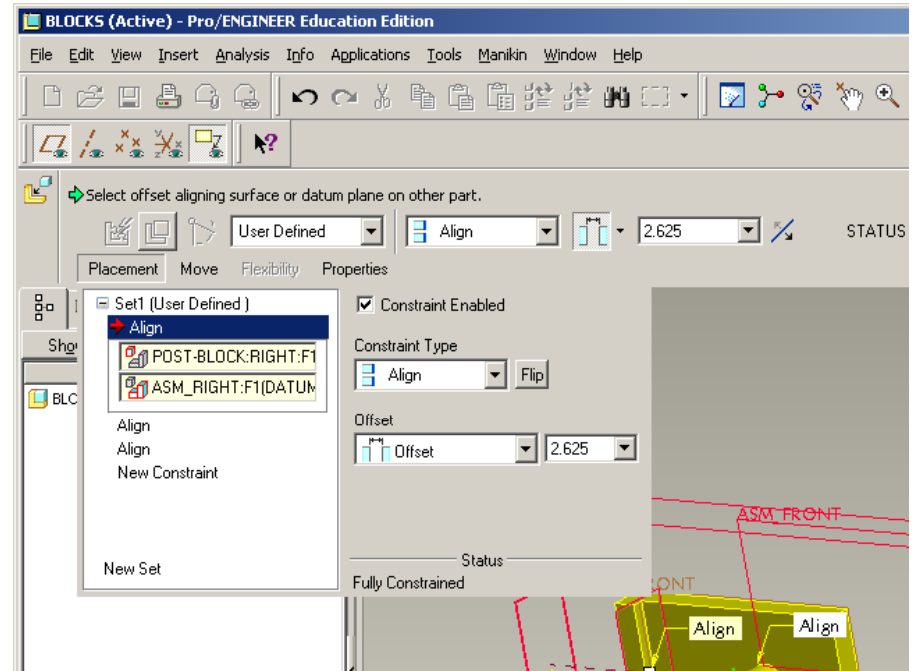 BLOCKS (Active) - Pro/ENGINEER Education Edition
File Edit View Insert Analysis Info Applications Tools Manikin Window Help
Select offset aligning surface or datum plane on other part.
User Defined Align 2.625 STATUS
Placement Move Flexibility Properties
Set1 (User Defined )
Align
POST-BLOCK:RIGHT:F1
ASM_RIGHT:F1(DATUM
Align
Align
New Constraint
New Set
Constraint Enabled
Constraint Type
Align Flip
Offset
Offset 2.625
Status
Fully Constrained
Sho
BLOC
ASM_FRONT
RONT
Align Align